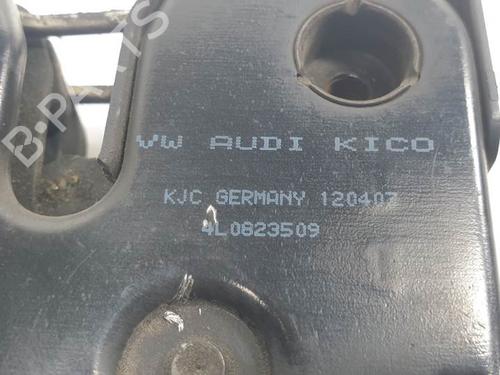 B-PARTS
VW AUDI KICO
KJC GERMANY 120407
4L0823509